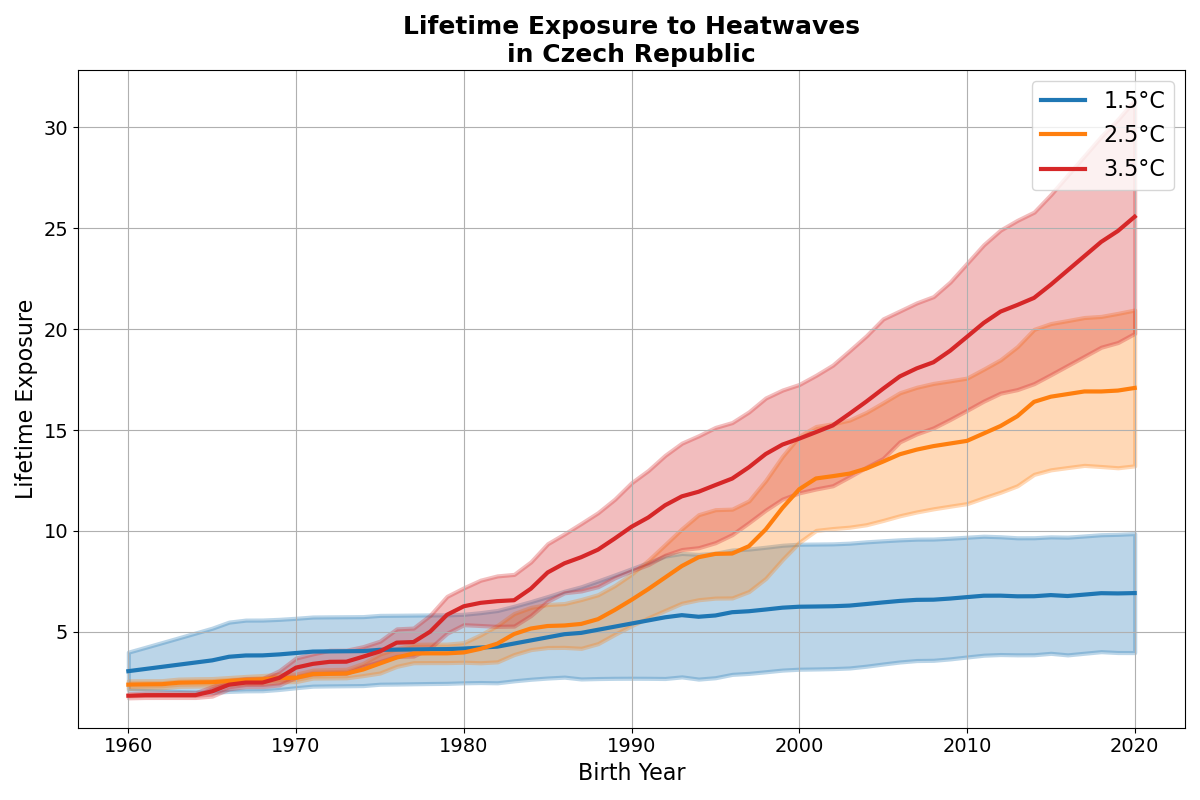 Lifetime Exposure to Heatwaves
in Czech Republic
1.5°C
2.5°C
3.5°C
Lifetime Exposure
30
25
20
15
10
5
1960 1970 1980 1990 2000 2010 2020
Birth Year